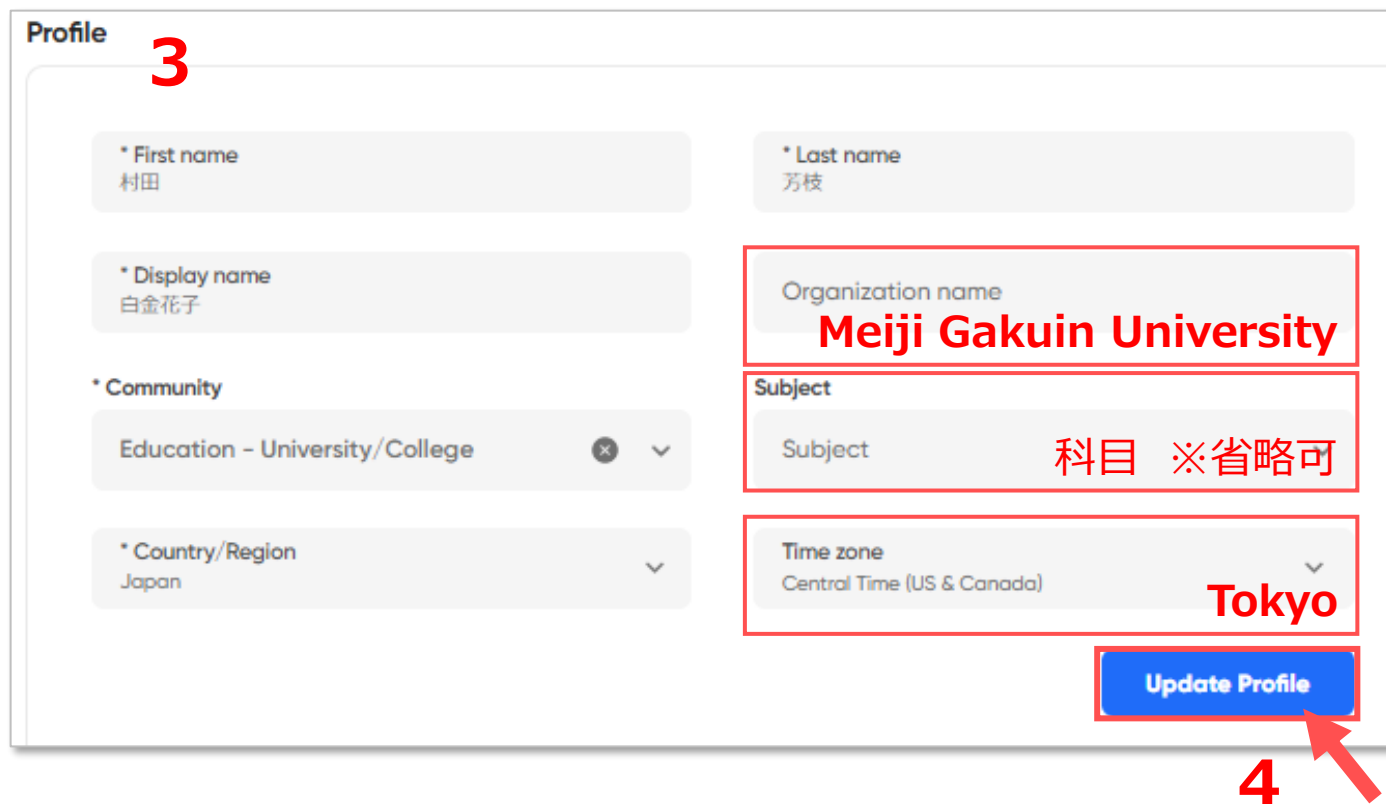 Profile
3
* First name
村田
* Last name
芳枝
* Display name
白金花子
Organization name
Meiji Gakuin University
* Community
Education - University/College
Subject
Subject
科目 ※省略可
* Country/Region
Japan
Time zone
Central Time (US & Canada)
Tokyo
Update Profile
4